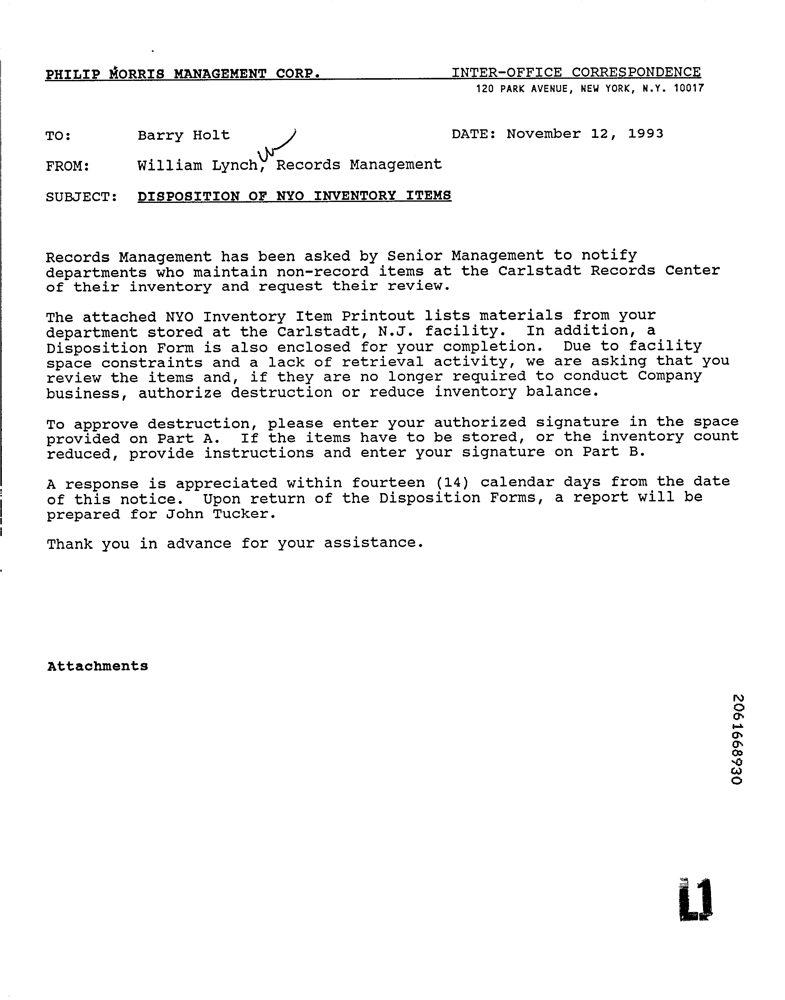 PHILIP MORRIS MANAGEMENT CORP. INTER-OFFICE CORRESPONDENCE
120 PARK AVENUE, NEW YORK, N.Y. 10017
TO: Barry Holt DATE: November 12, 1993
FROM: William Lynch, Records Management
SUBJECT: DISPOSITION OF NYO INVENTORY ITEMS
Records Management has been asked by Senior Management to notify
departments who maintain non-record items at the Carlstadt Records Center
of their inventory and request their review.
The attached NYO Inventory Item Printout lists materials from your
department stored at the Carlstadt, N.J. facility. In addition, a
Disposition Form is also enclosed for your completion. Due to facility
space constraints and a lack of retrieval activity, we are asking that you
review the items and, if they are no longer required to conduct Company
business, authorize destruction or reduce inventory balance.
To approve destruction, please enter your authorized signature in the space
provided on Part A. If the items have to be stored, or the inventory count
reduced, provide instructions and enter your signature on Part B.
A response is appreciated within fourteen (14) calendar days from the date
of this notice. Upon return of the Disposition Forms, a report will be
prepared for John Tucker.
Thank you in advance for your assistance.
Attachments
2061668930
L1